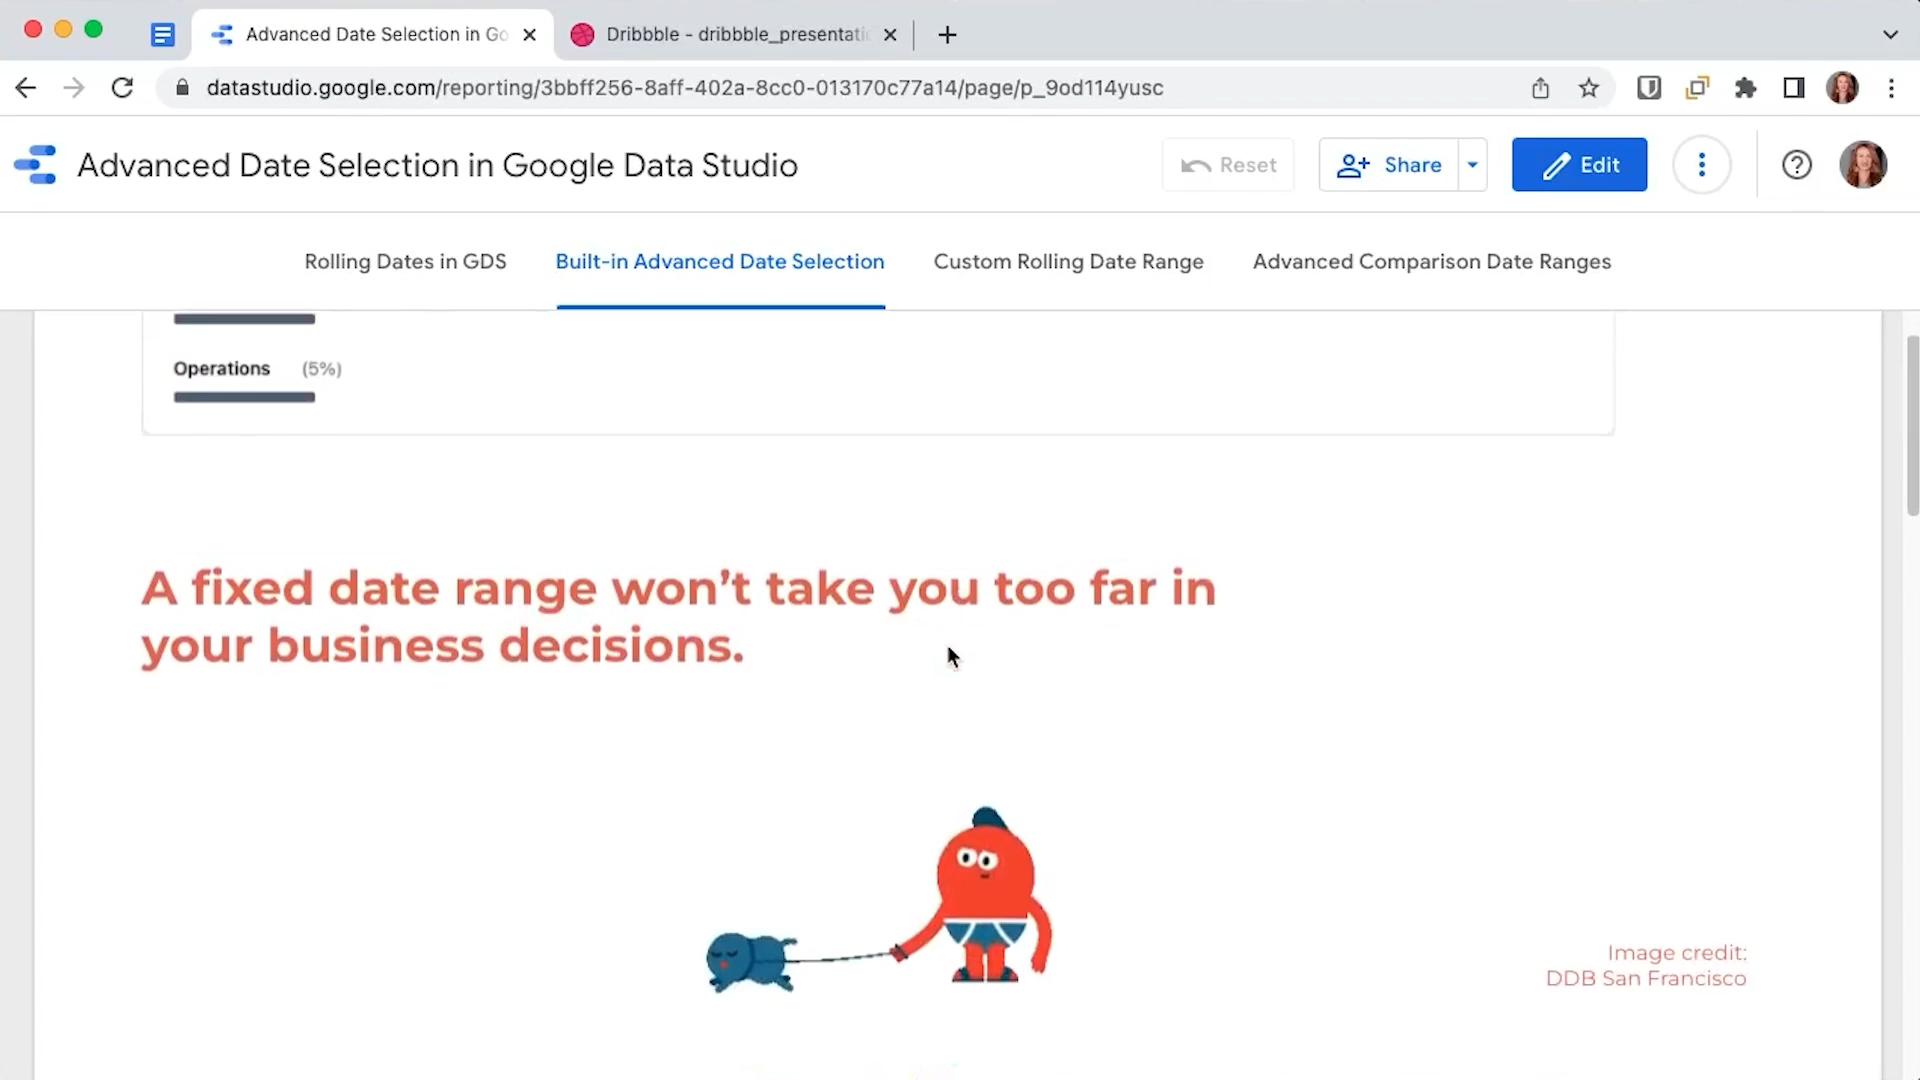 Advanced Date Selection in Go
Dribbble - dribbble_presentati
datastudio.google.com/reporting/3bbff256-8aff-402a-8cc0-013170c77a14/page/p_9od114yusc
Advanced Date Selection in Google Data Studio
Reset
Share
Edit
Rolling Dates in GDS
Built-in Advanced Date Selection
Custom Rolling Date Range
Advanced Comparison Date Ranges
Operations (5%)
A fixed date range won’t take you too far in
your business decisions.
Image credit:
DDB San Francisco